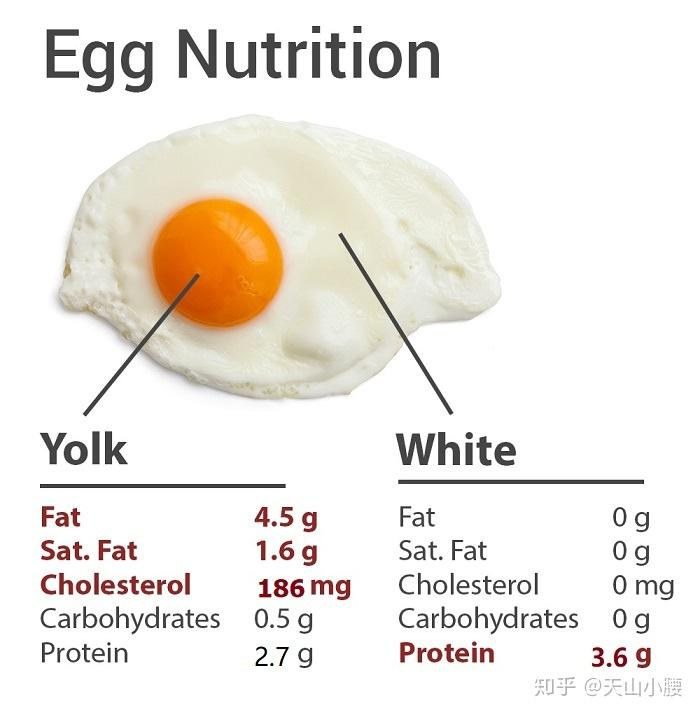 Egg Nutrition
Yolk
Fat 4.5 g
Sat. Fat 1.6 g
Cholesterol 186 mg
Carbohydrates 0.5 g
Protein 2.7 g
White
Fat 0 g
Sat. Fat 0 g
Cholesterol 0 mg
Carbohydrates 0 g
Protein 3.6 g
知乎 @天山小腰